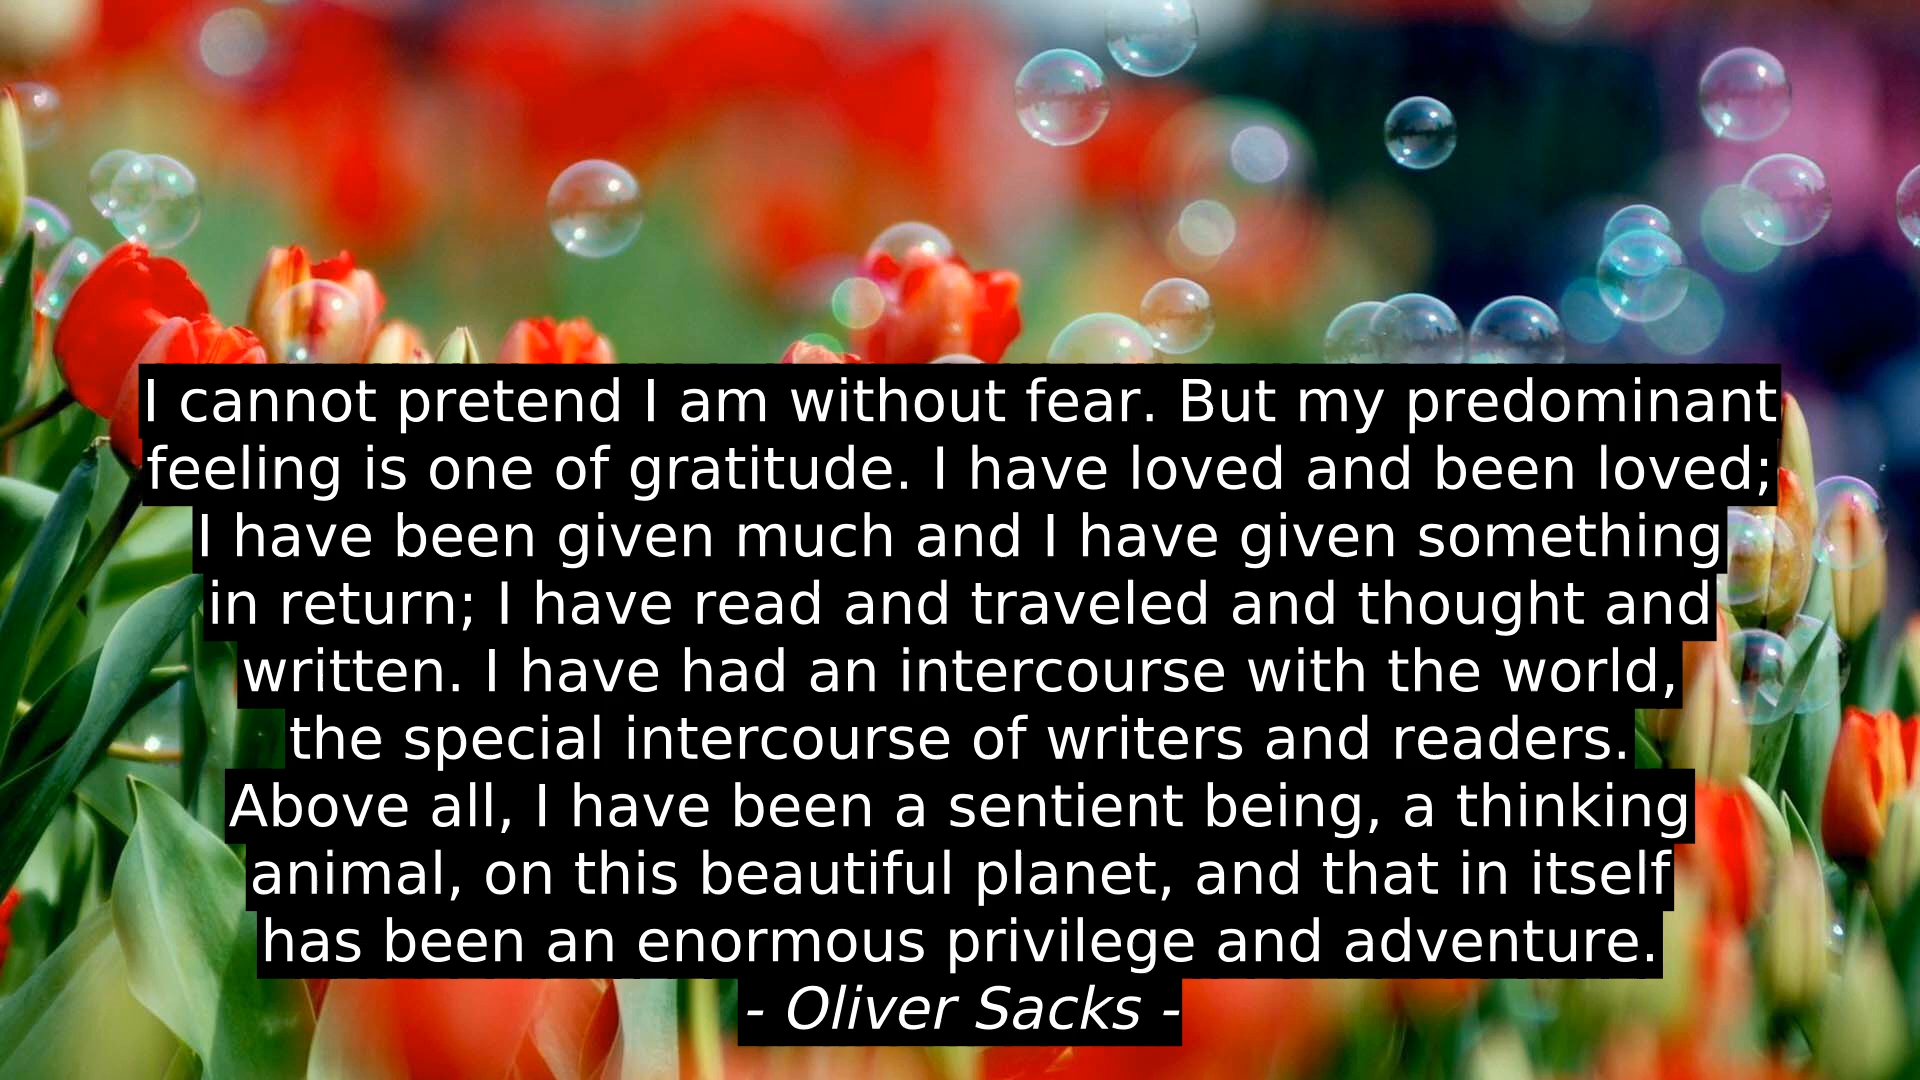 I cannot pretend I am without fear. But my predominant
feeling is one of gratitude. I have loved and been loved;
I have been given much and I have given something
in return; I have read and traveled and thought and
written. I have had an intercourse with the world,
the special intercourse of writers and readers.
Above all, I have been a sentient being, a thinking
animal, on this beautiful planet, and that in itself
has been an enormous privilege and adventure.
- Oliver Sacks -